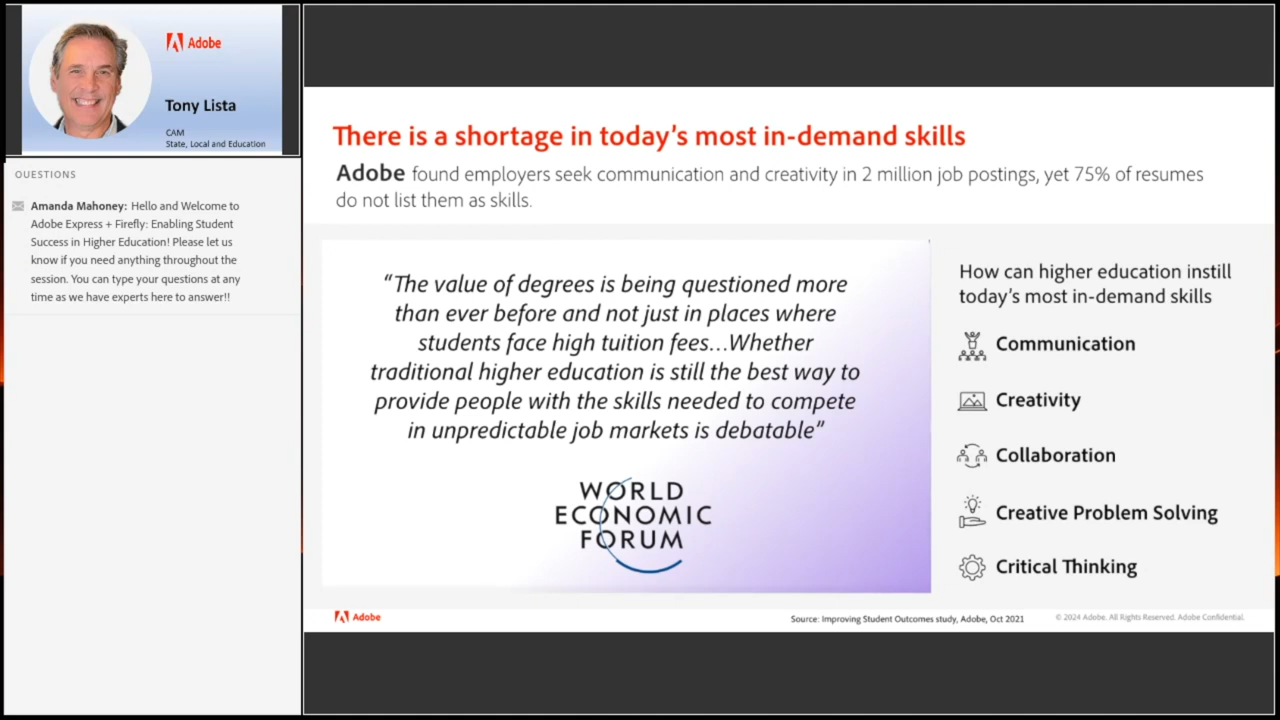 Adobe
Tony Lista
CAM
State, Local and Education
QUESTIONS
Amanda Mahoney: Hello and Welcome to
Adobe Express + Firefly: Enabling Student
Success in Higher Education! Please let us
know if you need anything throughout the
session. You can type your questions at any
time as we have experts here to answer!!
There is a shortage in today's most in-demand skills
Adobe found employers seek communication and creativity in 2 million job postings, yet 75% of resumes
do not list them as skills.
“The value of degrees is being questioned more
than ever before and not just in places where
students face high tuition fees…Whether
traditional higher education is still the best way to
provide people with the skills needed to compete
in unpredictable job markets is debatable”
WORLD
ECONOMIC
FORUM
How can higher education instill
today's most in-demand skills
Communication
Creativity
Collaboration
Creative Problem Solving
Critical Thinking
Adobe
Source: Improving Student Outcomes study, Adobe, Oct 2021
© 2024 Adobe. All Rights Reserved. Adobe Confidential.